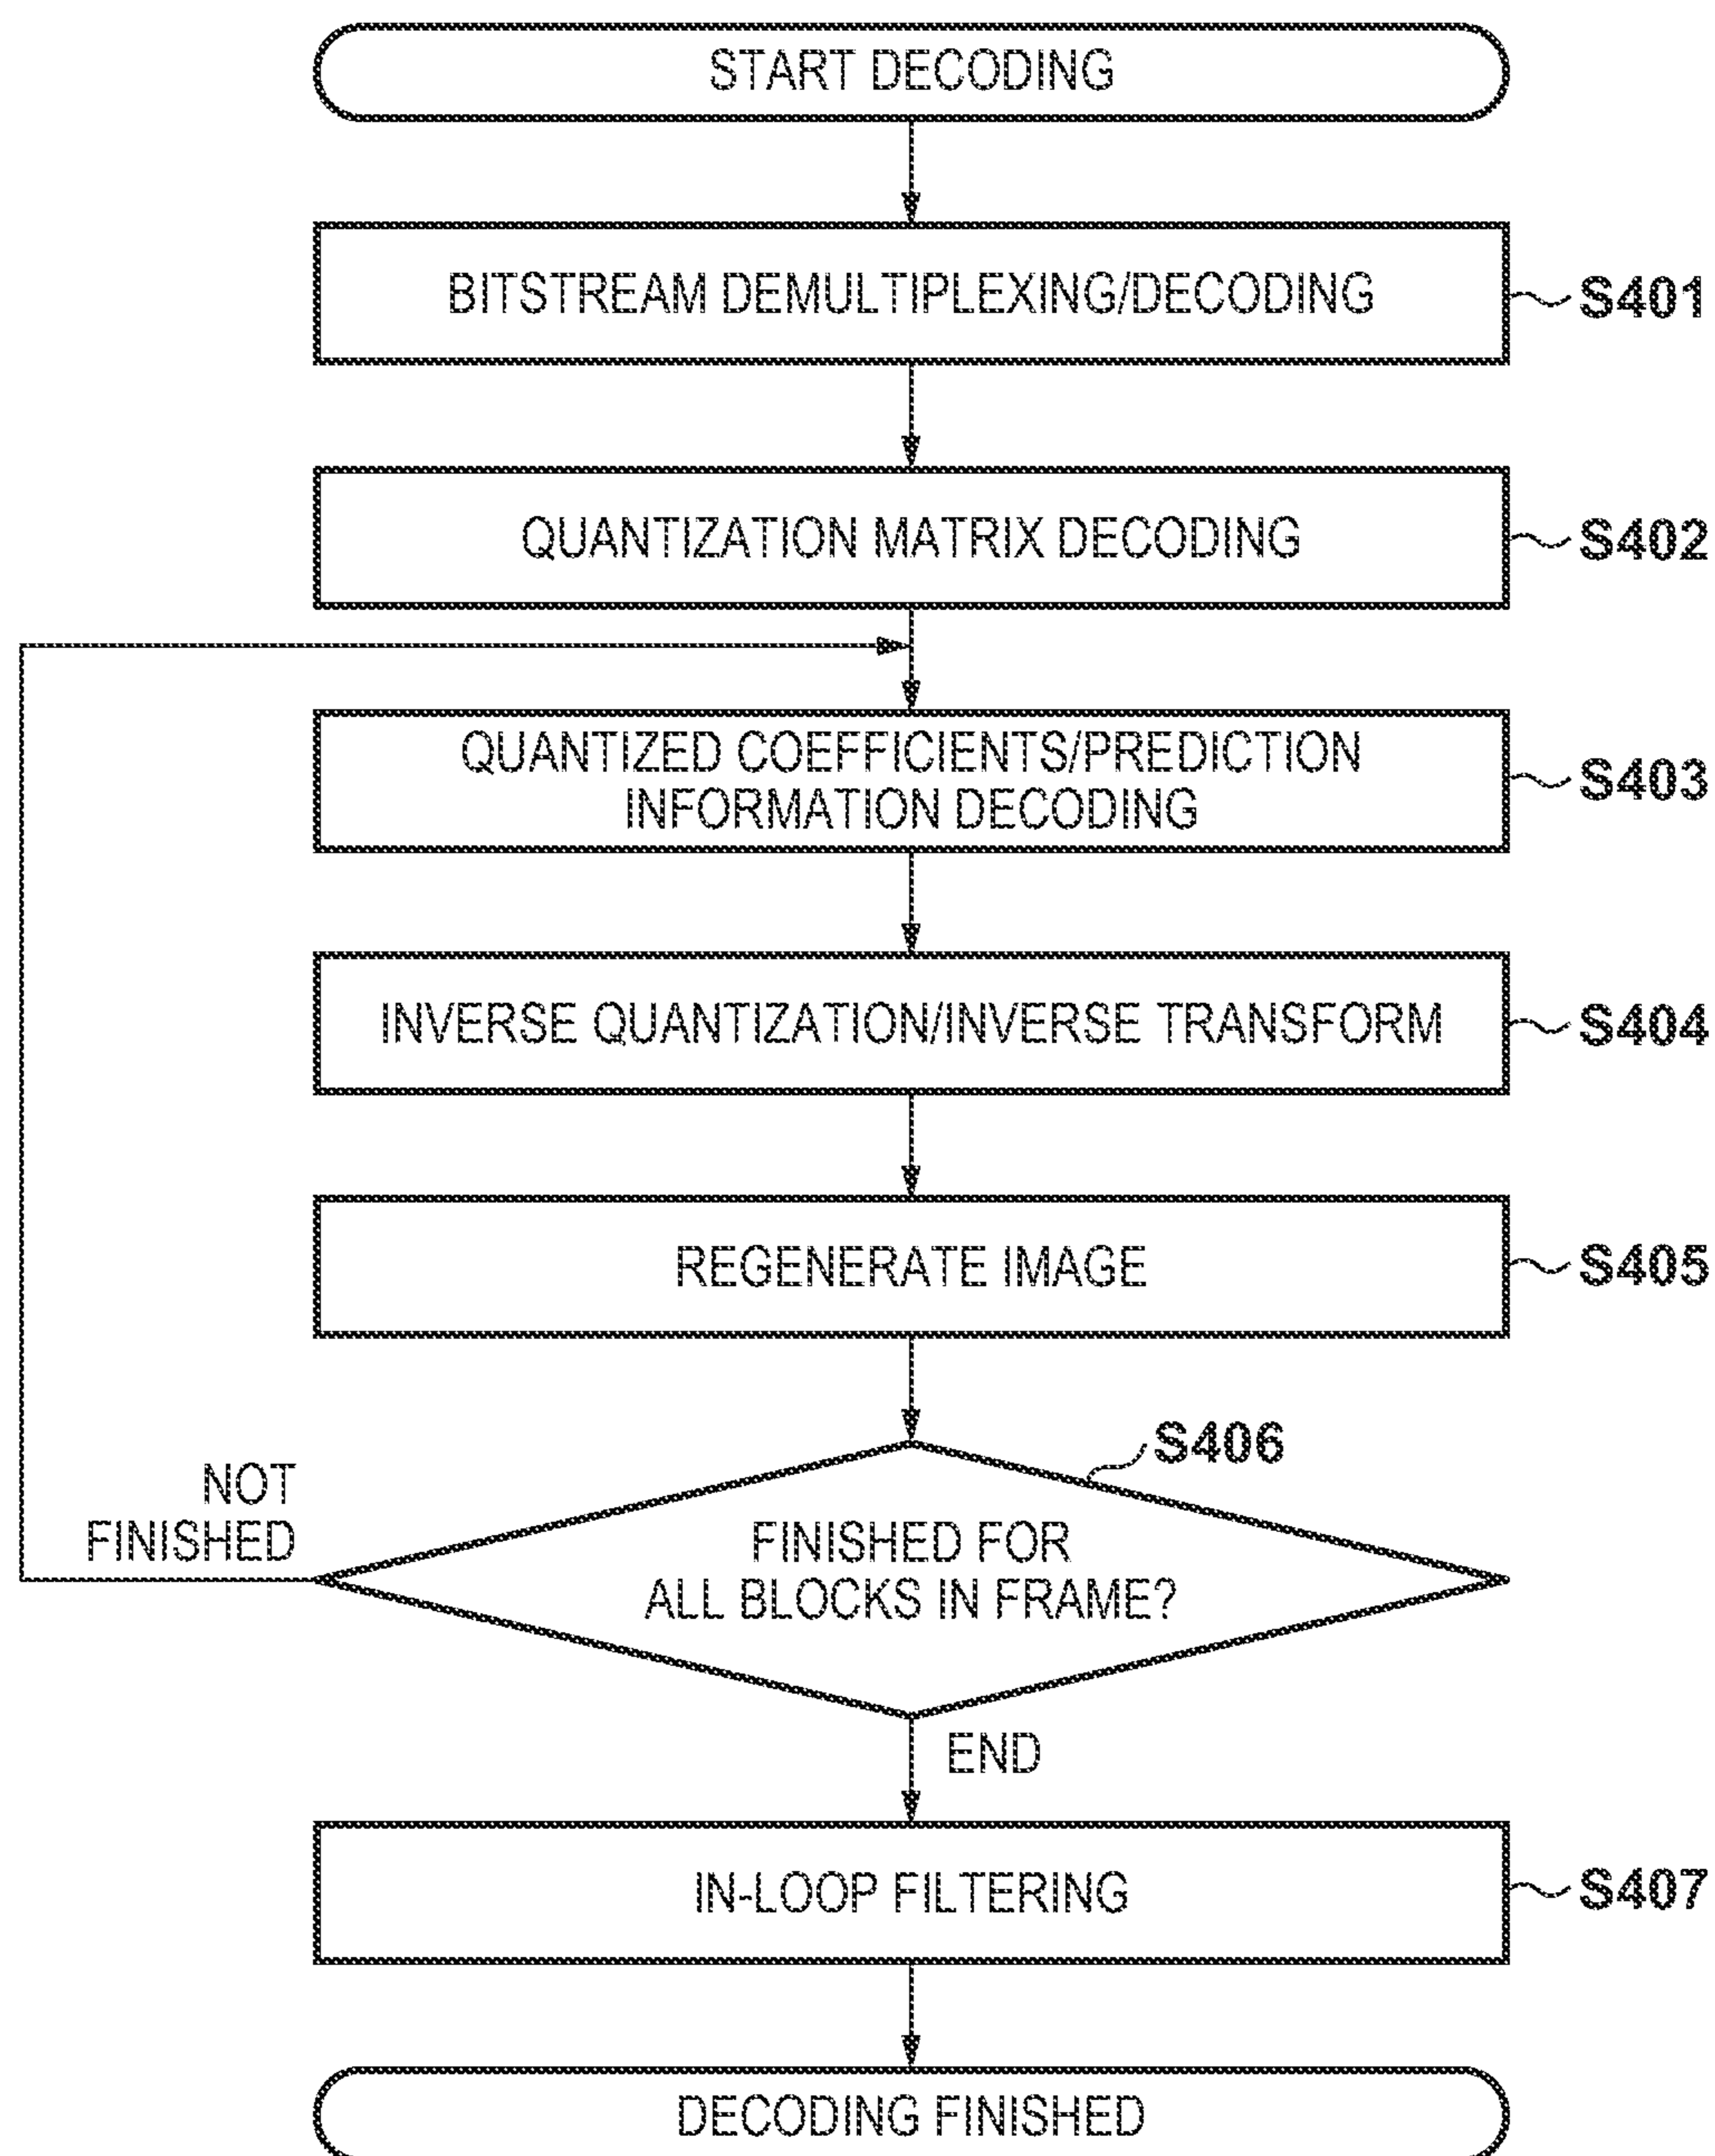 START DECODING
BITSTREAM DEMULTIPLEXING/DECODING
S401
QUANTIZATION MATRIX DECODING
S402
QUANTIZED COEFFICIENTS/PREDICTION
INFORMATION DECODING
S403
INVERSE QUANTIZATION/INVERSE TRANSFORM
S404
REGENERATE IMAGE
S405
S406
NOT
FINISHED
FINISHED FOR
ALL BLOCKS IN FRAME?
END
IN-LOOP FILTERING
S407
DECODING FINISHED